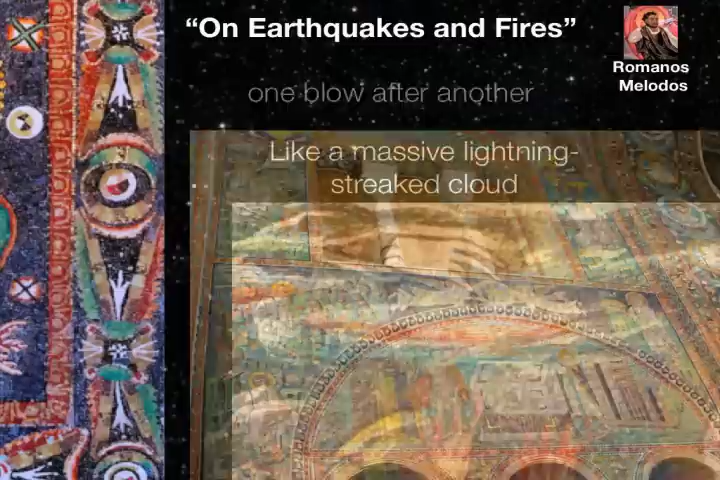 “On Earthquakes and Fires”
Romanos
Melodos
one blow after another
Like a massive lightning-
streaked cloud